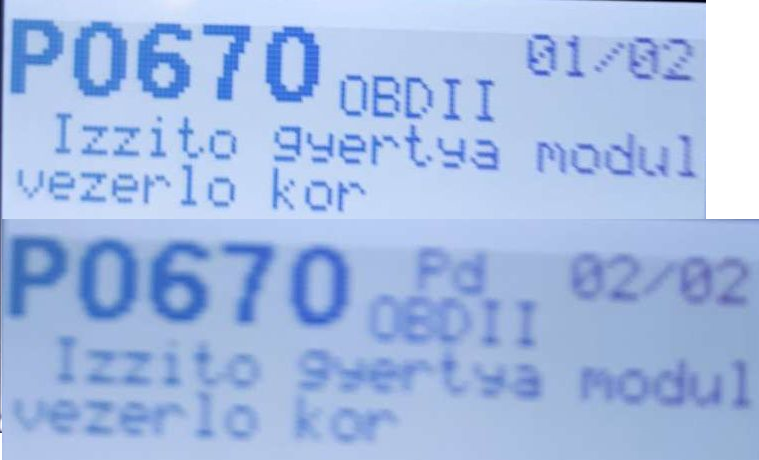 P0670 OBDII 01/02
Izzito gyertya modul
vezerlo kor
P0670 Pd OBDII 02/02
Izzito gyertya modul
vezerlo kor